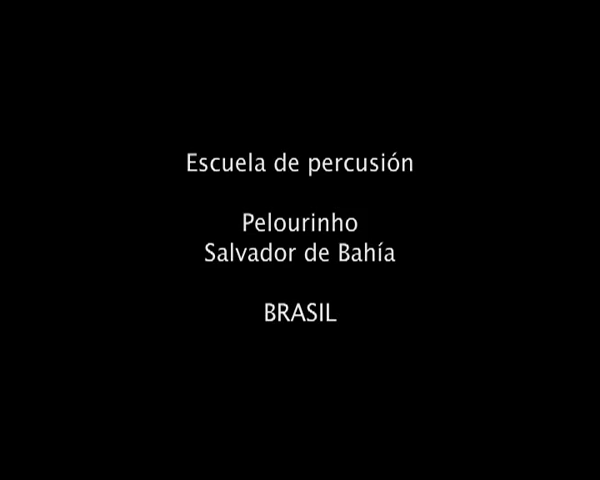 Escuela de percusión
Pelourinho
Salvador de Bahía
BRASIL